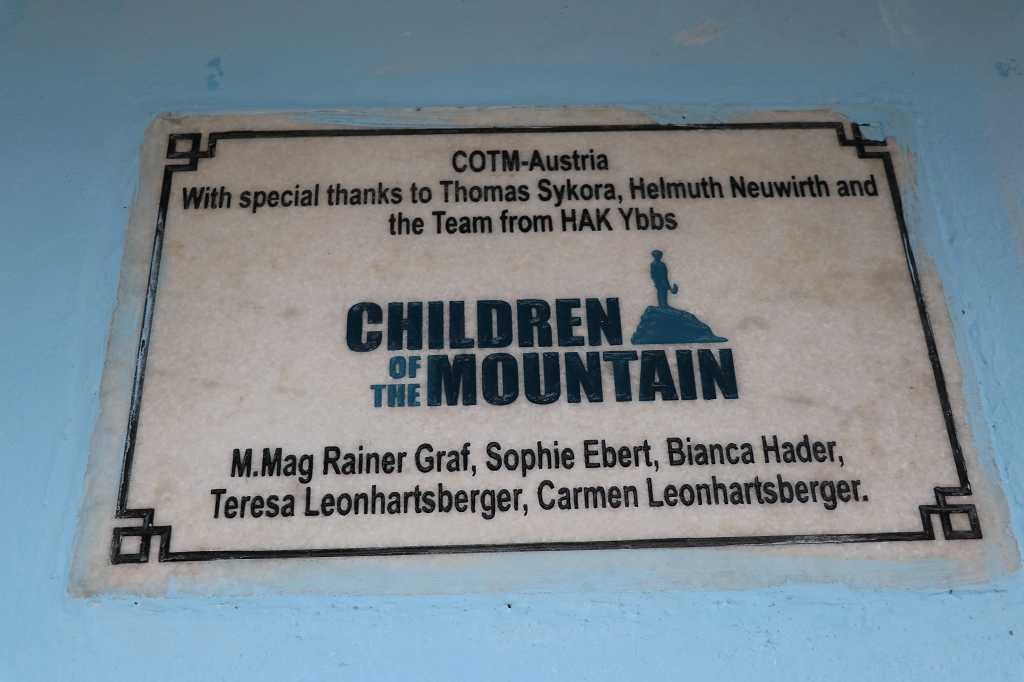 COTM-Austria
With special thanks to Thomas Sykora, Helmuth Neuwirth and
the Team from HAK Ybbs
CHILDREN
OF THE MOUNTAIN
M.Mag Rainer Graf, Sophie Ebert, Bianca Hader,
Teresa Leonhartsberger, Carmen Leonhartsberger.